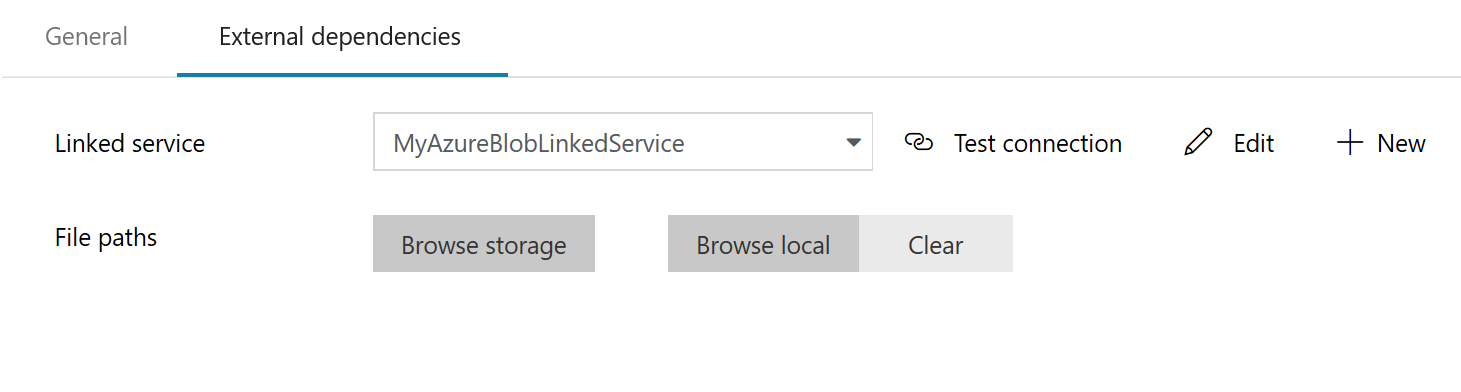 General External dependencies
Linked service MyAzureBlobLinkedService Test connection Edit New
File paths Browse storage Browse local Clear